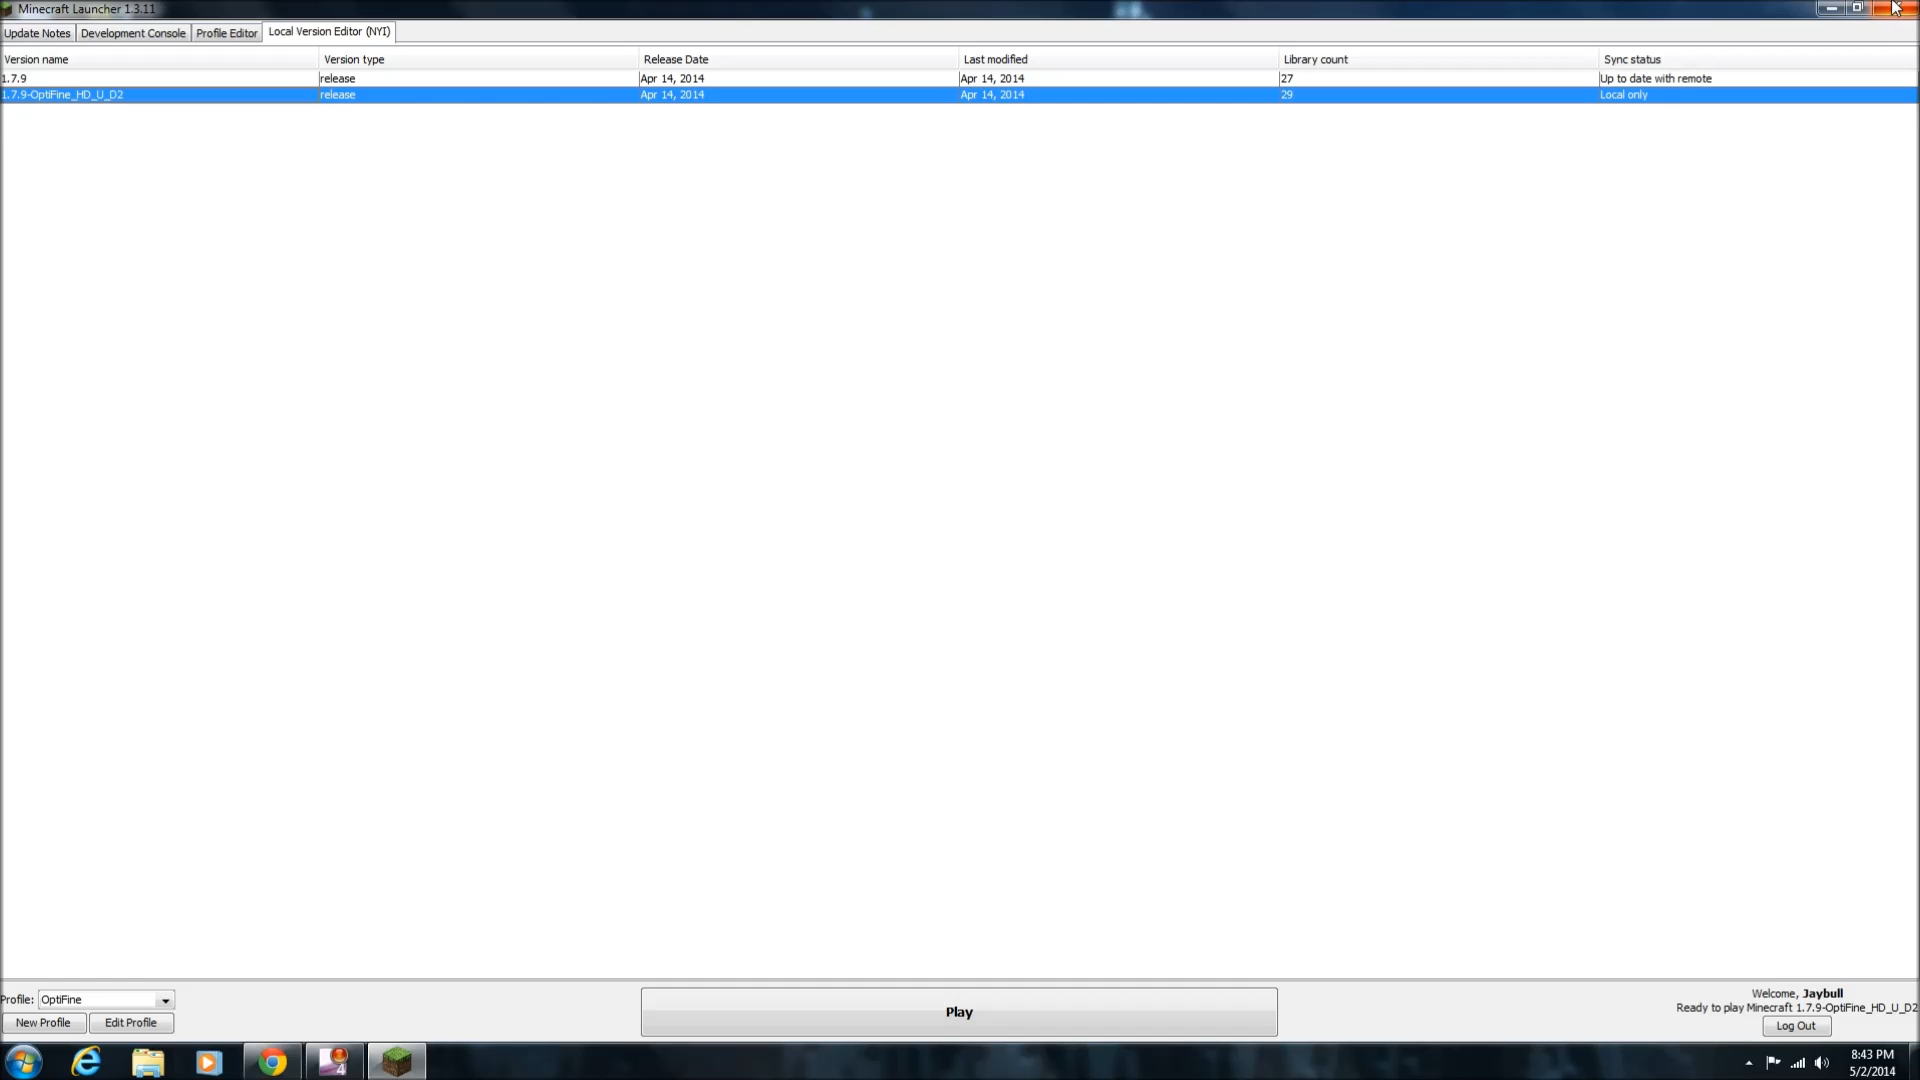 Minecraft Launcher 1.3.11
Update Notes Development Console Profile Editor Local Version Editor (NYI)
Version name Version type Release Date Last modified Library count Sync status
1.7.9 release Apr 14, 2014 Apr 14, 2014 27 Up to date with remote
1.7.9-OptiFine_HD_U_D2 release Apr 14, 2014 Apr 14, 2014 29 Local only
Profile: OptiFine
New Profile Edit Profile
Play
Welcome, Jaybull
Ready to play Minecraft 1.7.9-OptiFine_HD_U_D2
Log Out
4
8:43 PM
5/2/2014